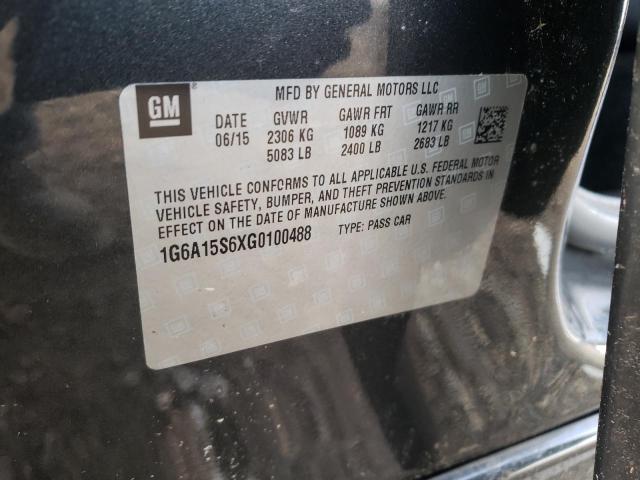 MFD BY GENERAL MOTORS LLC
GM ®
DATE GVWR GAWR FRT GAWR RR
06/15 2306 KG 1089 KG 1217 KG
5083 LB 2400 LB 2683 LB
THIS VEHICLE CONFORMS TO ALL APPLICABLE U.S. FEDERAL MOTOR
VEHICLE SAFETY, BUMPER, AND THEFT PREVENTION STANDARDS IN
EFFECT ON THE DATE OF MANUFACTURE SHOWN ABOVE.
1G6A15S6XG0100488 TYPE: PASS CAR